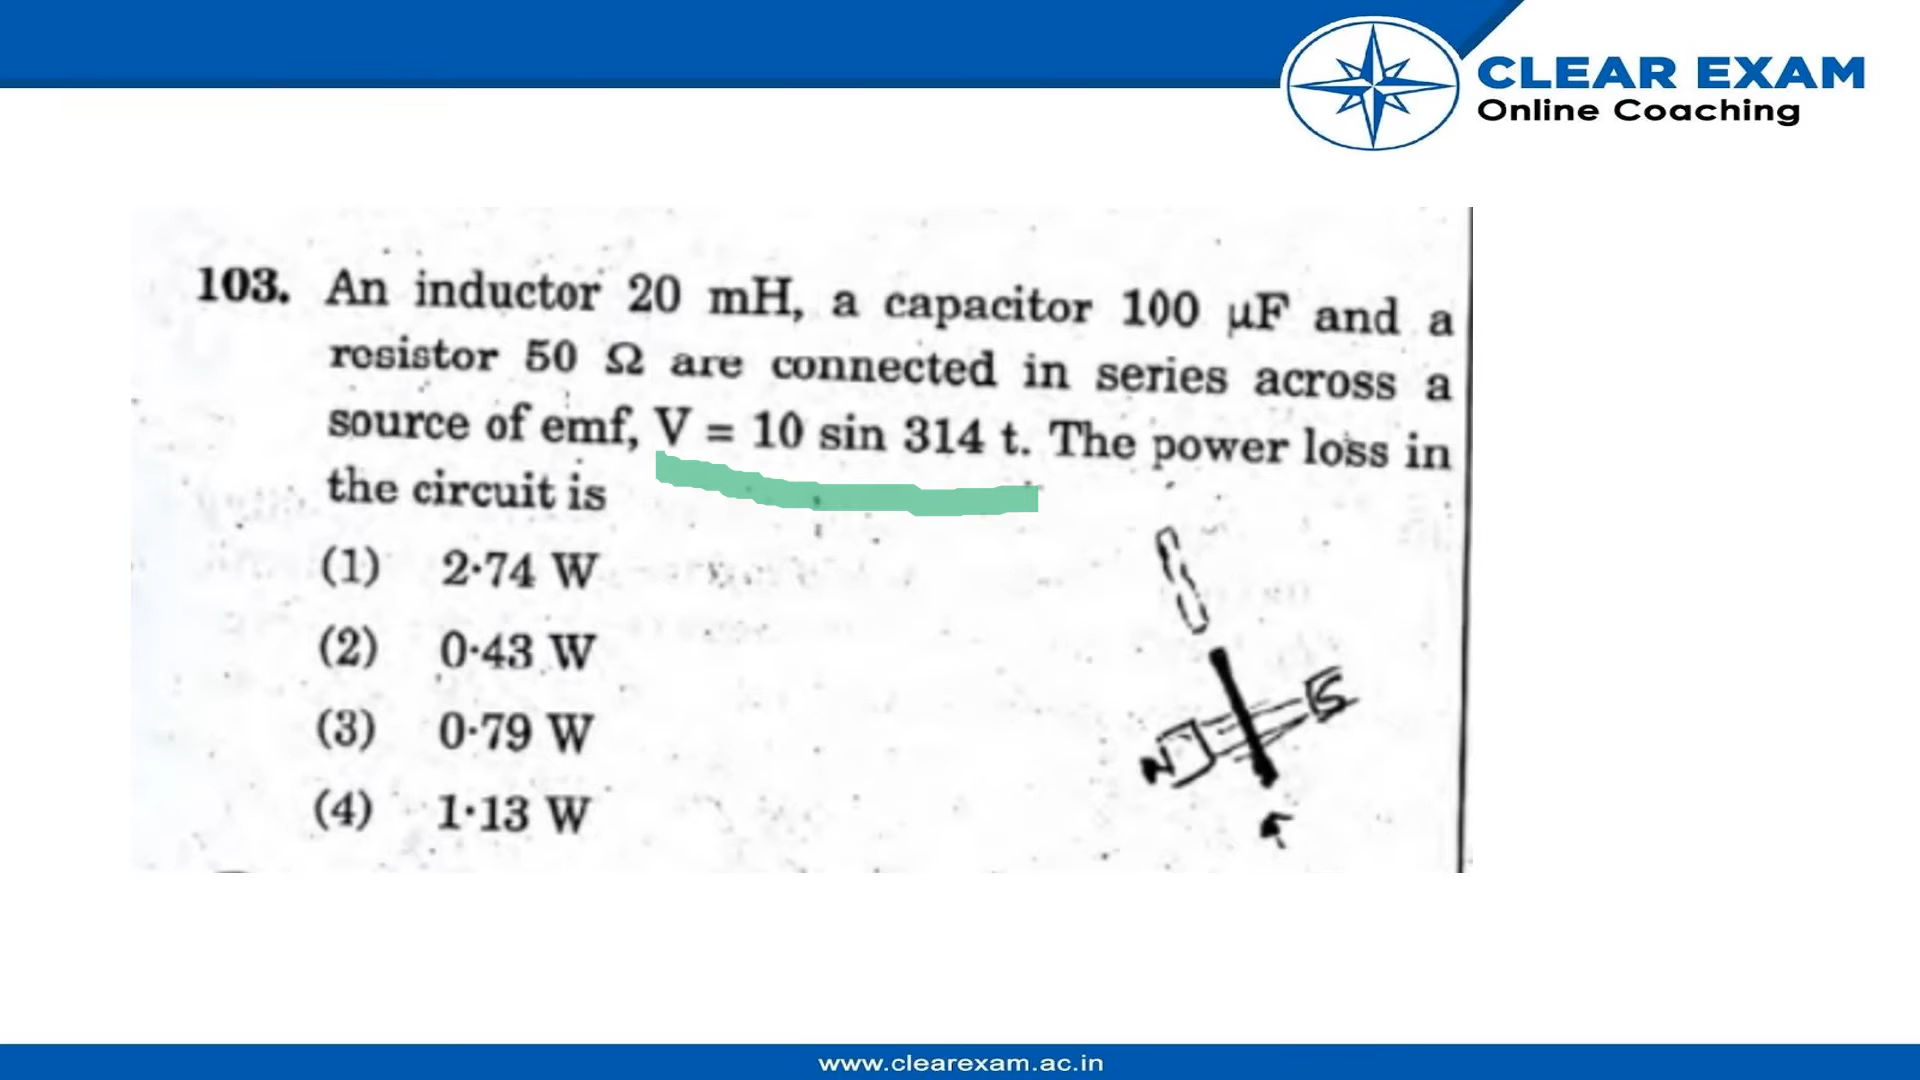 CLEAR EXAM
Online Coaching
103. An inductor 20 mH, a capacitor 100 µF and a
resistor 50 Ω are connected in series across a
source of emf, V = 10 sin 314 t. The power loss in
the circuit is
(1) 2·74 W
(2) 0·43 W
(3) 0·79 W
(4) 1·13 W
N
S
www.clearexam.ac.in